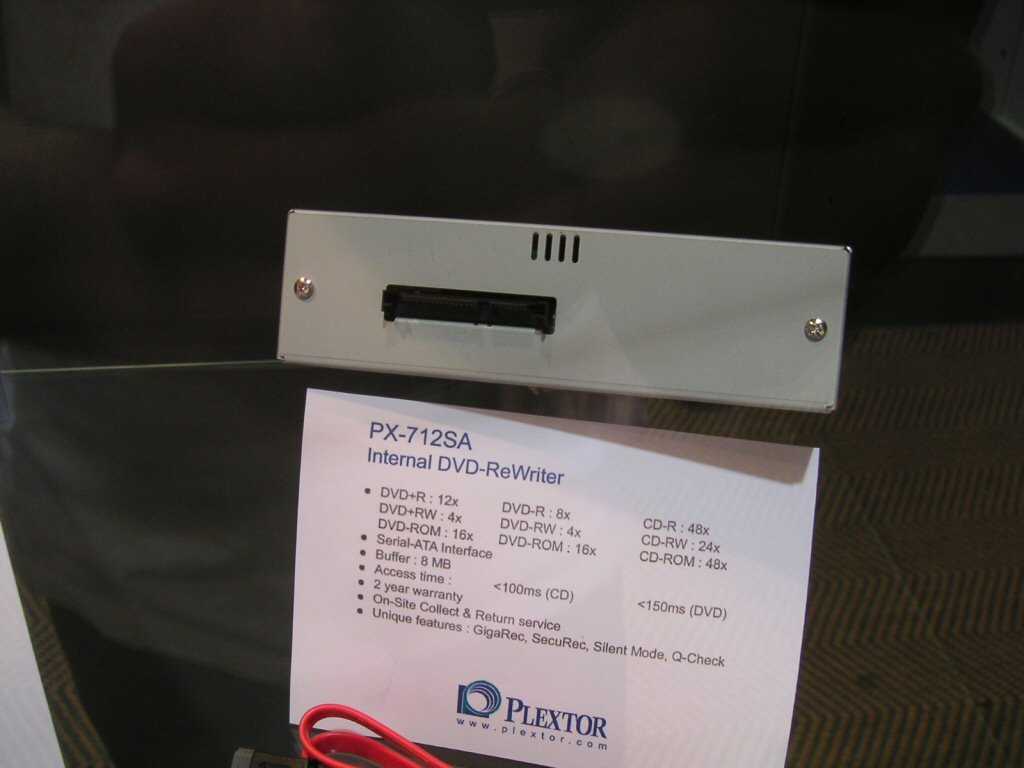 PX-712SA
Internal DVD-ReWriter
• DVD+R : 12x DVD-R : 8x CD-R : 48x
DVD+RW : 4x DVD-RW : 4x CD-RW : 24x
DVD-ROM : 16x DVD-ROM : 16x CD-ROM : 48x
• Serial-ATA Interface
• Buffer : 8 MB
• Access time : <100ms (CD) <150ms (DVD)
• 2 year warranty
• On-Site Collect & Return service
• Unique features : GigaRec, SecuRec, Silent Mode, Q-Check
PLEXTOR
www.plextor.com